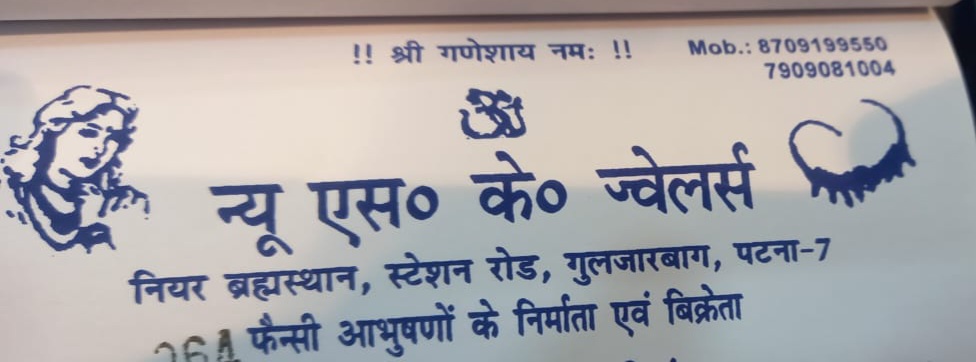 !! श्री गणेशाय नमः !! Mob.: 8709199550
7909081004
ॐ
न्यू एस० के० ज्वेलर्स
नियर ब्रह्मस्थान, स्टेशन रोड, गुलजारबाग, पटना-7
फैन्सी आभुषणों के निर्माता एवं बिक्रेता